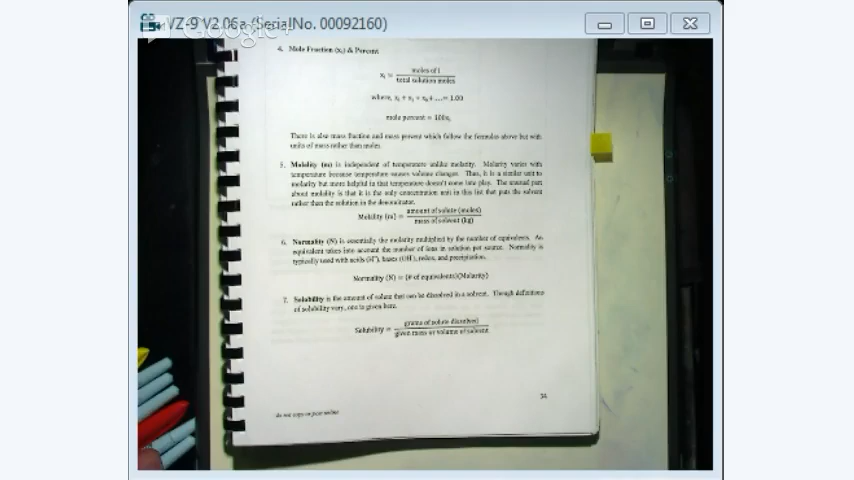 VZ-9 V2.06a (SerialNo. 00092160)
Google+
4. Mole Fraction (xᵢ) & Percent
xᵢ = moles of i
total solution moles
where, xᵢ + xⱼ + xₖ + ....= 1.00
mole percent = 100xᵢ
There is also mass fraction and mass percent which follow the formulas above but with
units of mass rather than moles.
5. Molality (m) is independent of temperature unlike molarity. Molarity varies with
temperature because temperature causes volume changes. Thus, it is a similar unit to
molarity but more helpful in that temperature doesn't come into play. The unusual part
about molality is that it is the only concentration unit in this list that puts the solvent
rather than the solution in the denominator.
Molality (m) = amount of solute (moles)
mass of solvent (kg)
6. Normality (N) is essentially the molarity multiplied by the number of equivalents. An
equivalent takes into account the number of ions in solution per source. Normality is
typically used with acids (H⁺), bases (OH⁻), redox, and precipitation.
Normality (N) = (# of equivalents)(Molarity)
7. Solubility is the amount of solute that can be dissolved in a solvent. Though definitions
of solubility vary, one is given here.
Solubility = grams of solute dissolved
given mass or volume of solvent
34
do not copy or post online